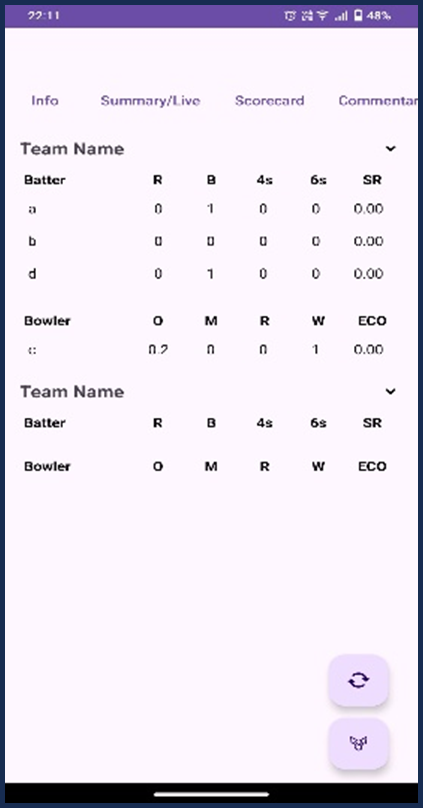 22:11 48%
Info Summary/Live Scorecard Commentar
Team Name
Batter R B 4s 6s SR
a 0 1 0 0 0.00
b 0 0 0 0 0.00
d 0 1 0 0 0.00
Bowler O M R W ECO
c 0.2 0 0 1 0.00
Team Name
Batter R B 4s 6s SR
Bowler O M R W ECO